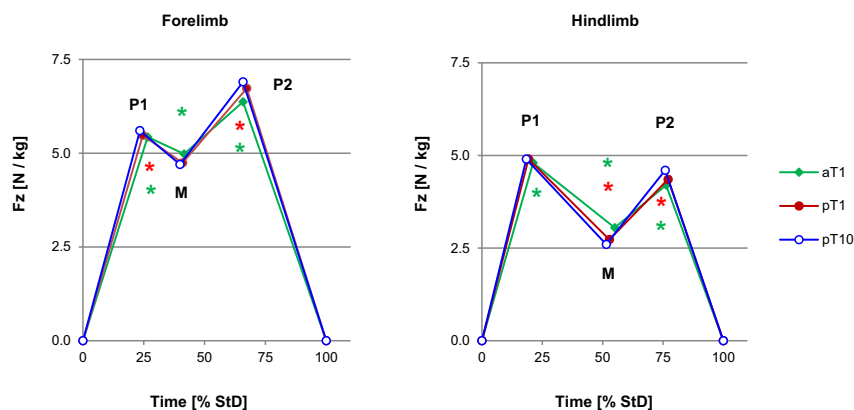 Forelimb
Fz [N / kg]
7.5
5.0
2.5
0.0
P1
*
P2
*
*
*
*
M
0
25
50
75
100
Time [% StD]
Hindlimb
Fz [N / kg]
7.5
5.0
2.5
0.0
P1
P2
*
*
*
*
*
M
0
25
50
75
100
Time [% StD]
aT1
pT1
pT10